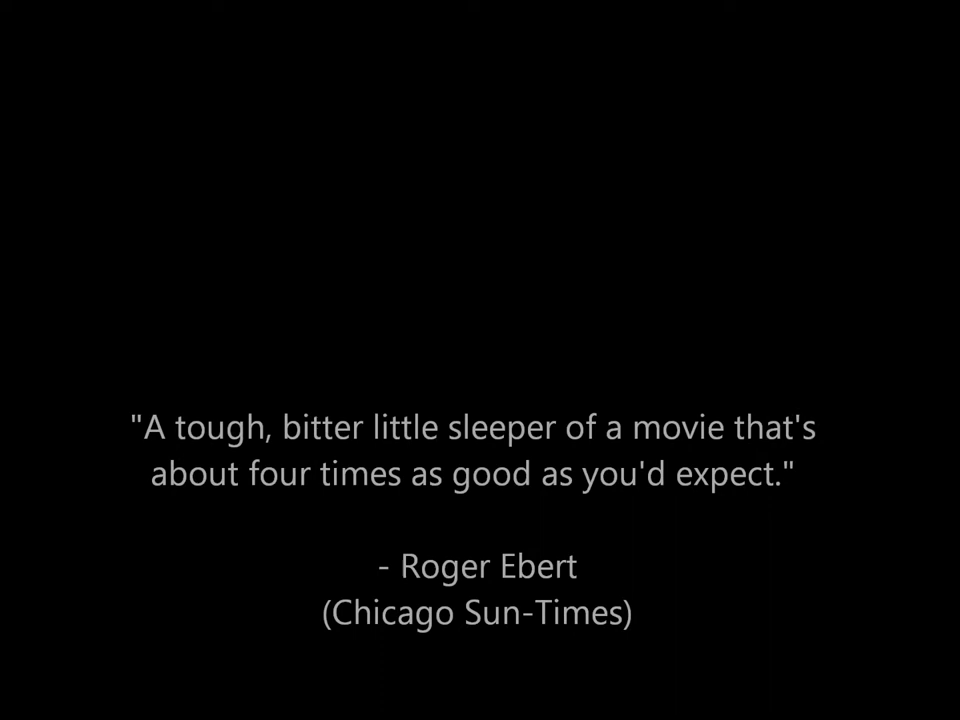 "A tough, bitter little sleeper of a movie that's
about four times as good as you'd expect."
- Roger Ebert
(Chicago Sun-Times)